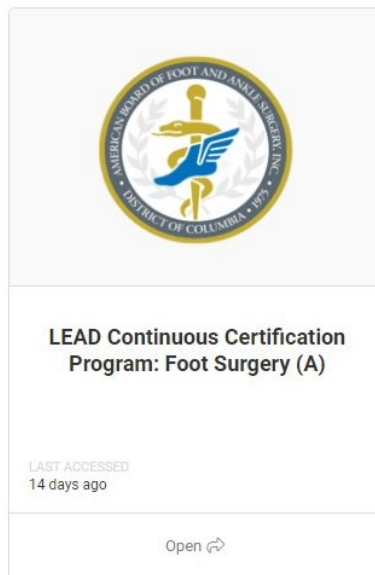 AMERICAN BOARD OF FOOT AND ANKLE SURGERY, INC
• DISTRICT OF COLUMBIA • 1975 •
LEAD Continuous Certification
Program: Foot Surgery (A)
LAST ACCESSED
14 days ago
Open